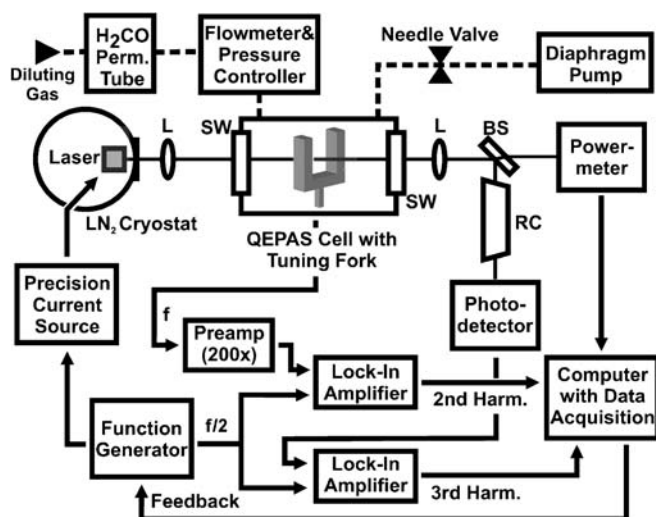 Diluting
Gas
H2CO
Perm.
Tube
Flowmeter&
Pressure
Controller
Needle Valve
Diaphragm
Pump
Laser
LN2 Cryostat
L
SW
SW
L
BS
Power-
meter
RC
QEPAS Cell with
Tuning Fork
Precision
Current
Source
f
Preamp
(200x)
Photo-
detector
Lock-In
Amplifier
2nd Harm.
Computer
with Data
Acquisition
Function
Generator
f/2
Lock-In
Amplifier
3rd Harm.
Feedback